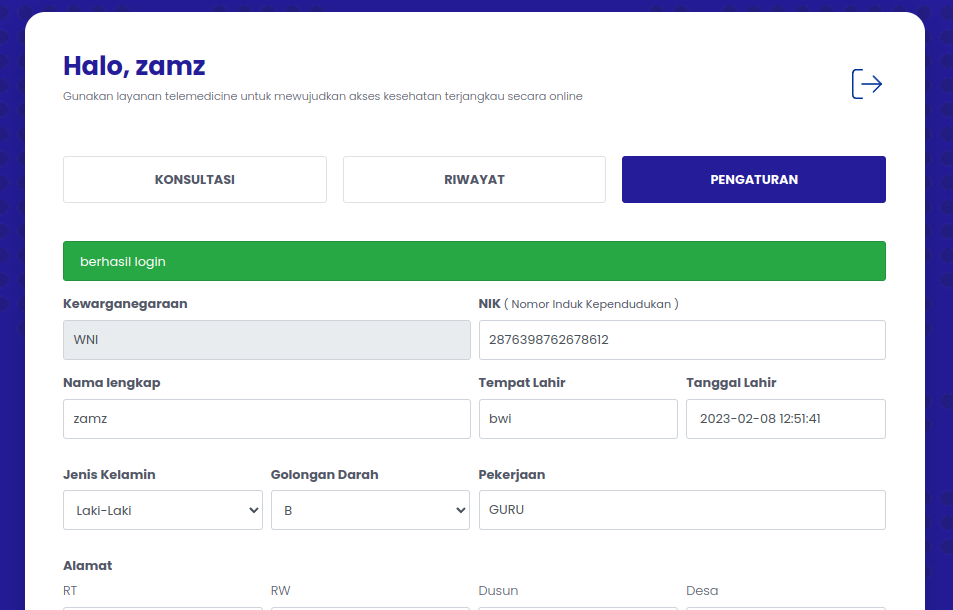 Halo, zamz
Gunakan layanan telemedicine untuk mewujudkan akses kesehatan terjangkau secara online
KONSULTASI RIWAYAT PENGATURAN
berhasil login
Kewarganegaraan NIK ( Nomor Induk Kependudukan )
WNI 2876398762678612
Nama lengkap Tempat Lahir Tanggal Lahir
zamz bwi 2023-02-08 12:51:41
Jenis Kelamin Golongan Darah Pekerjaan
Laki-Laki B GURU
Alamat
RT RW Dusun Desa